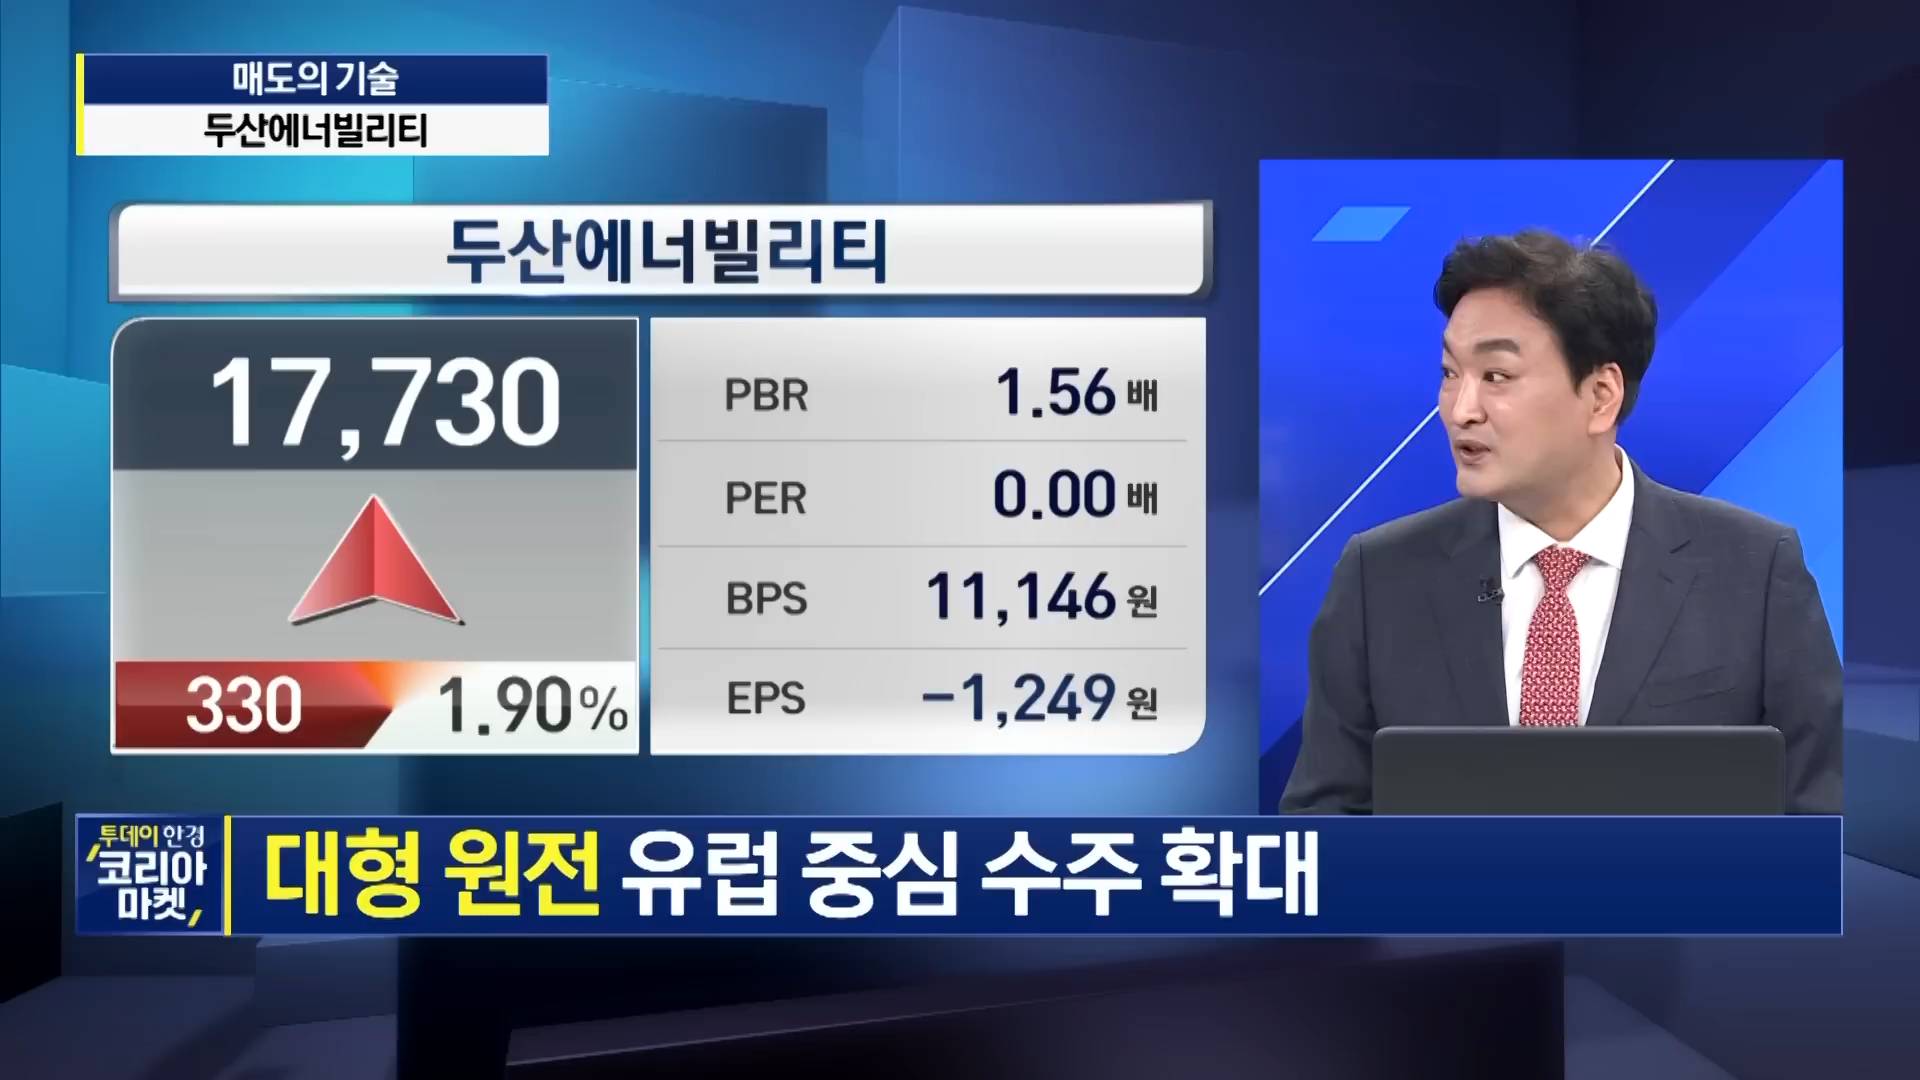 매도의 기술
두산에너빌리티
두산에너빌리티
17,730
330 1.90%
PBR 1.56 배
PER 0.00 배
BPS 11,146 원
EPS -1,249 원
투데이 한경
코리아
마켓
대형 원전 유럽 중심 수주 확대